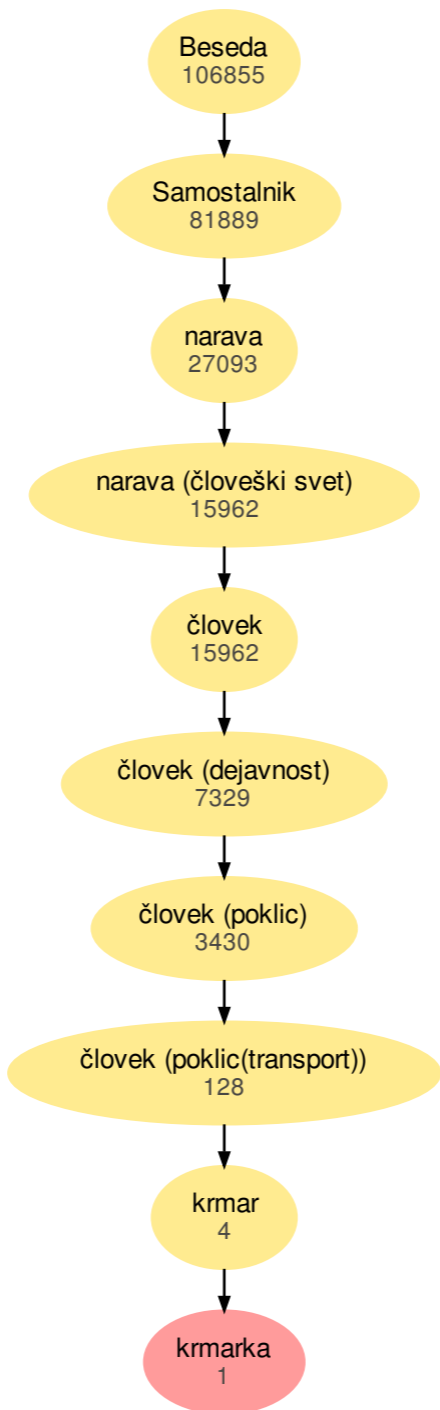 Beseda
106855
Samostalnik
81889
narava
27093
narava (človeški svet)
15962
človek
15962
človek (dejavnost)
7329
človek (poklic)
3430
človek (poklic(transport))
128
krmar
4
krmarka
1